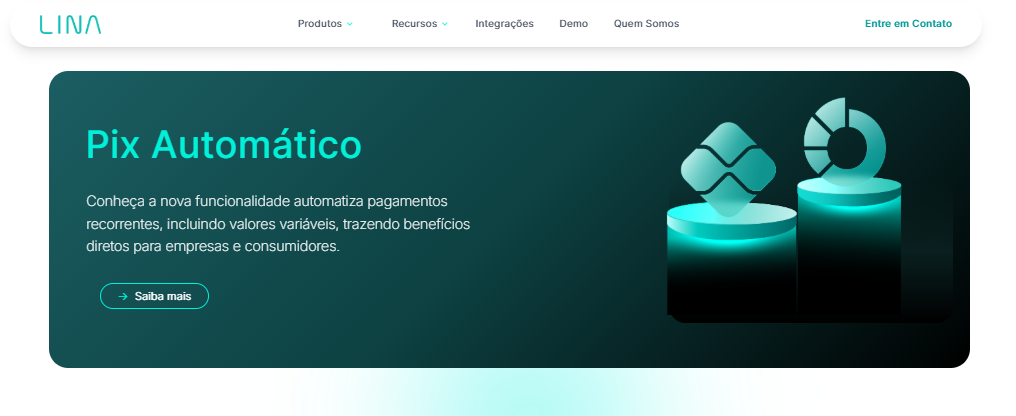 LINA
Produtos
Recursos
Integrações
Demo
Quem Somos
Entre em Contato
Pix Automático
Conheça a nova funcionalidade automatiza pagamentos
recorrentes, incluindo valores variáveis, trazendo benefícios
diretos para empresas e consumidores.
→ Saiba mais